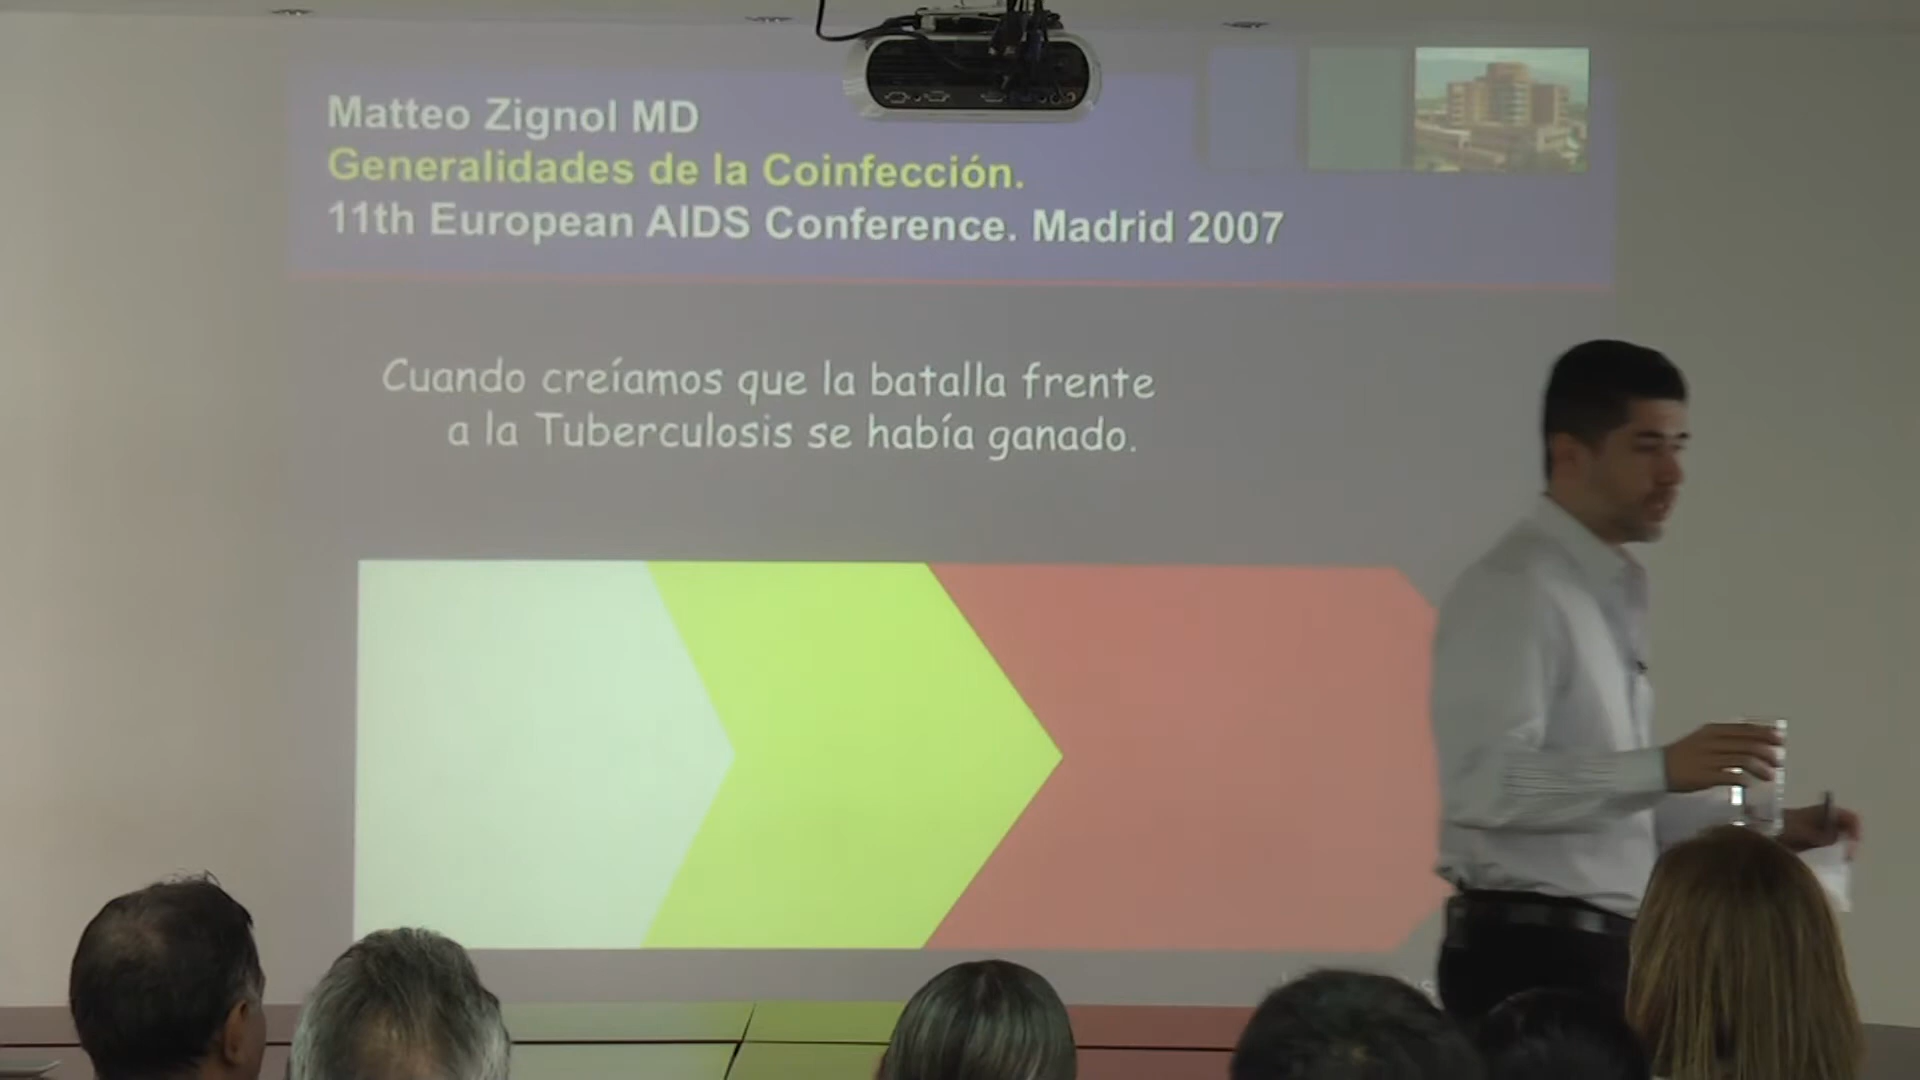 Matteo Zignol MD
Generalidades de la Coinfección.
11th European AIDS Conference. Madrid 2007
Cuando creíamos que la batalla frente
a la Tuberculosis se había ganado.